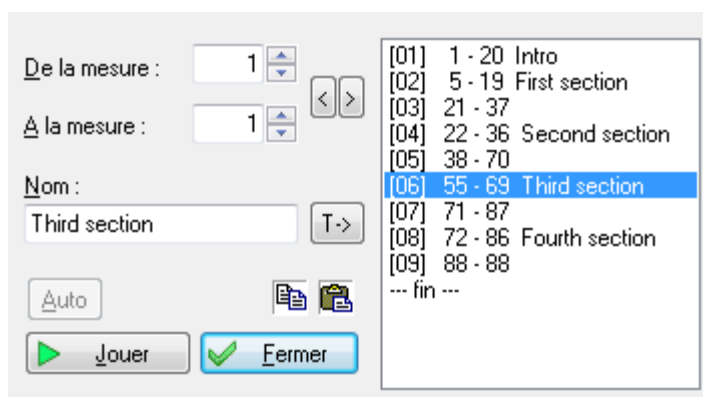 De la mesure : 1
< >
A la mesure : 1
Nom :
Third section T->
Auto
Jouer Fermer
[01] 1 - 20 Intro
[02] 5 - 19 First section
[03] 21 - 37
[04] 22 - 36 Second section
[05] 38 - 70
[06] 55 - 69 Third section
[07] 71 - 87
[08] 72 - 86 Fourth section
[09] 88 - 88
--- fin ---